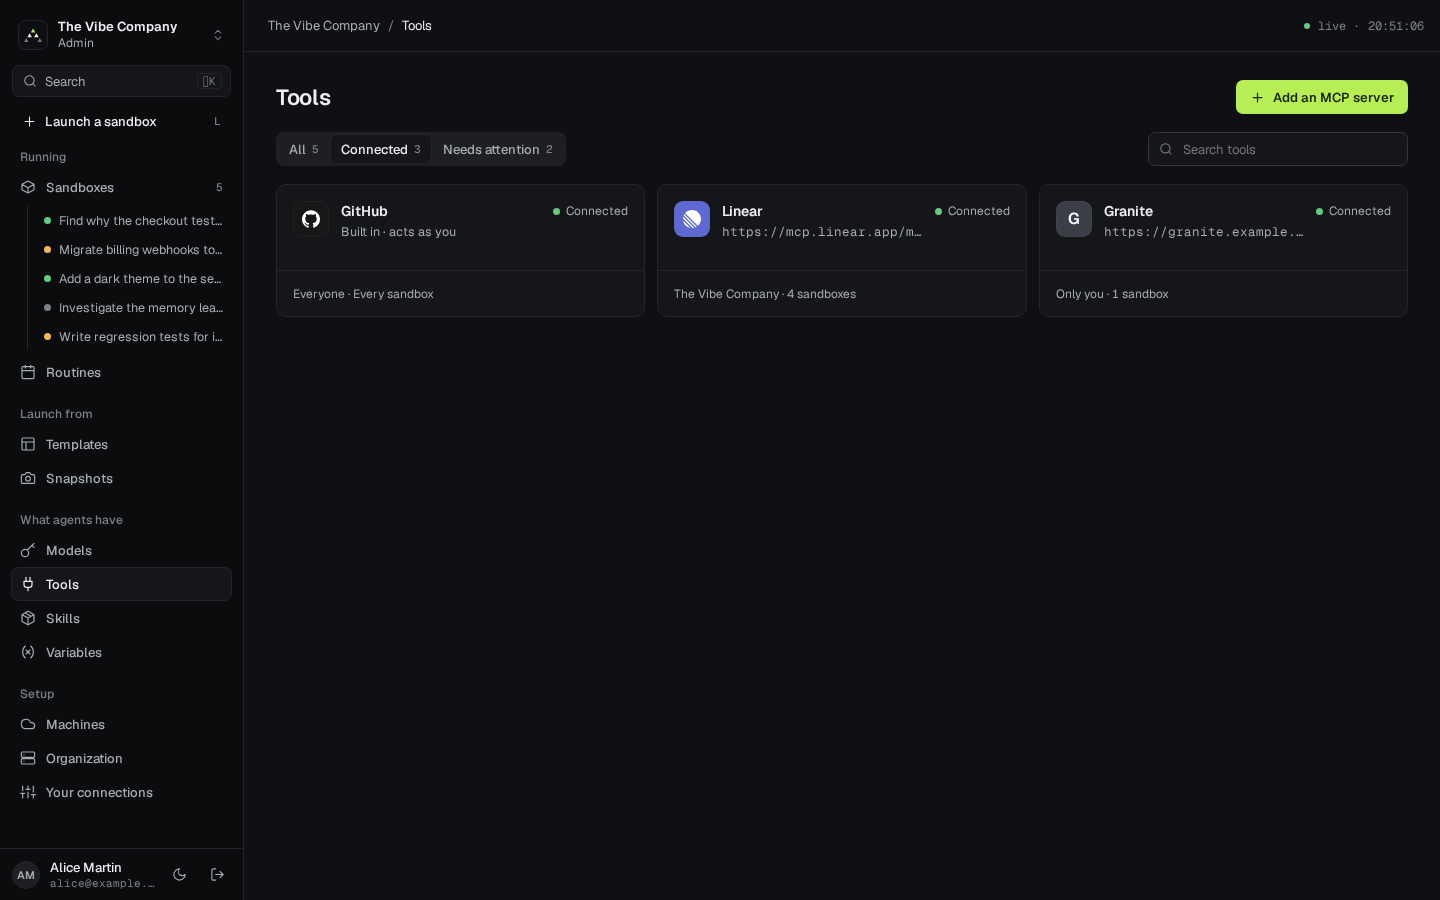 The Vibe Company
Admin
Search
K
Launch a sandbox
L
Running
Sandboxes
5
Find why the checkout test…
Migrate billing webhooks to…
Add a dark theme to the se…
Investigate the memory lea…
Write regression tests for i…
Routines
Launch from
Templates
Snapshots
What agents have
Models
Tools
Skills
Variables
Setup
Machines
Organization
Your connections
AM
Alice Martin
alice@example.…
The Vibe Company / Tools
live · 20:51:06
Tools
Add an MCP server
All 5
Connected 3
Needs attention 2
Search tools
GitHub
Connected
Built in · acts as you
Everyone · Every sandbox
Linear
Connected
https://mcp.linear.app/m…
The Vibe Company · 4 sandboxes
G
Granite
Connected
https://granite.example.…
Only you · 1 sandbox